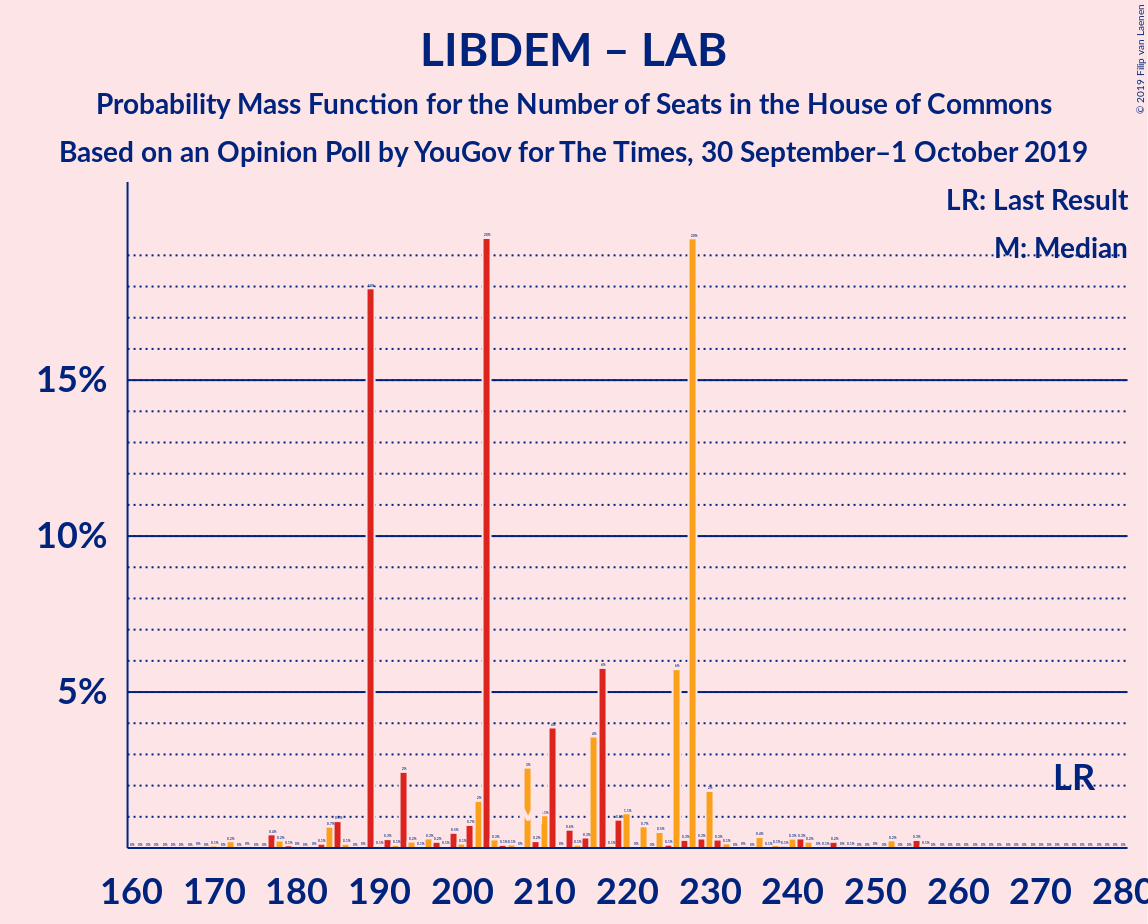 LIBDEM – LAB
Probability Mass Function for the Number of Seats in the House of Commons
Based on an Opinion Poll by YouGov for The Times, 30 September–1 October 2019
© 2019 Filip van Laenen
LR: Last Result
M: Median
15%
10%
5%
LR
160 170 180 190 200 210 220 230 240 250 260 270 280